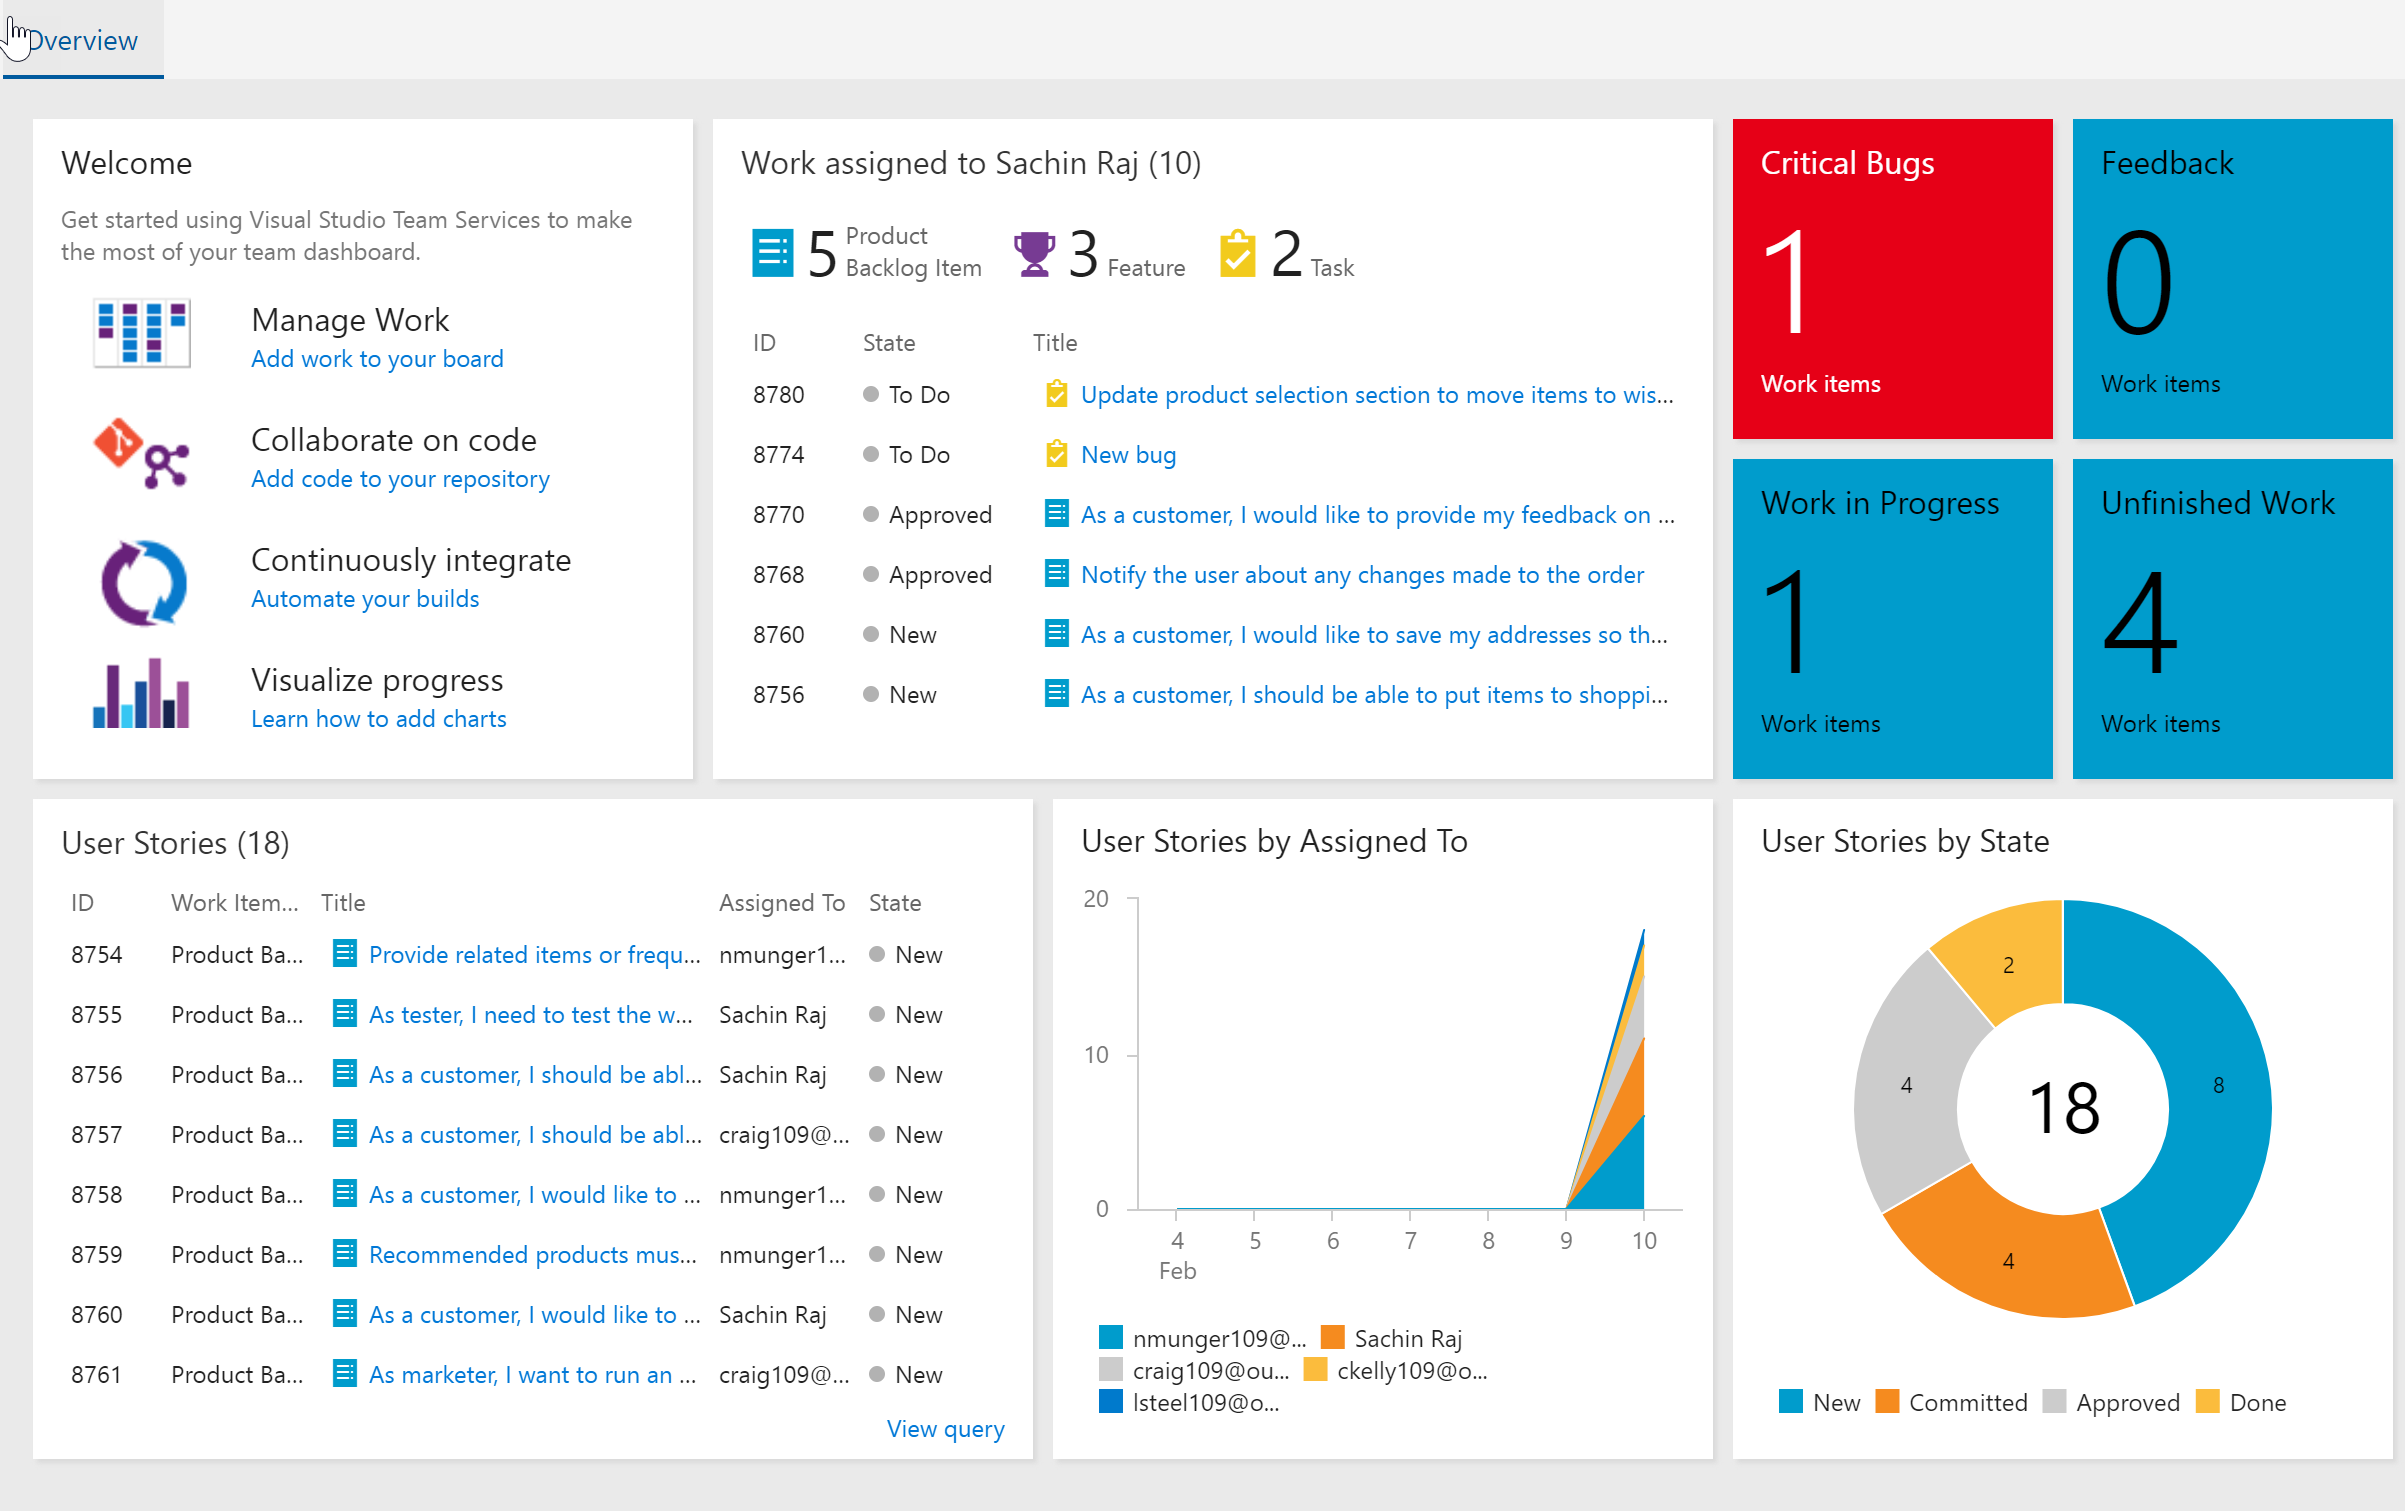 Overview
Welcome
Get started using Visual Studio Team Services to make
the most of your team dashboard.
Manage Work
Add work to your board
Collaborate on code
Add code to your repository
Continuously integrate
Automate your builds
Visualize progress
Learn how to add charts
Work assigned to Sachin Raj (10)
5 Product Backlog Item 3 Feature 2 Task
ID State Title
8780 To Do Update product selection section to move items to wis...
8774 To Do New bug
8770 Approved As a customer, I would like to provide my feedback on ...
8768 Approved Notify the user about any changes made to the order
8760 New As a customer, I would like to save my addresses so th...
8756 New As a customer, I should be able to put items to shoppi...
Critical Bugs
1
Work items
Feedback
0
Work items
Work in Progress
1
Work items
Unfinished Work
4
Work items
User Stories (18)
ID Work Item... Title Assigned To State
8754 Product Ba... Provide related items or frequ... nmunger1... New
8755 Product Ba... As tester, I need to test the w... Sachin Raj New
8756 Product Ba... As a customer, I should be abl... Sachin Raj New
8757 Product Ba... As a customer, I should be abl... craig109@... New
8758 Product Ba... As a customer, I would like to ... nmunger1... New
8759 Product Ba... Recommended products mus... nmunger1... New
8760 Product Ba... As a customer, I would like to ... Sachin Raj New
8761 Product Ba... As marketer, I want to run an ... craig109@... New
View query
User Stories by Assigned To
20
10
0
4 5 6 7 8 9 10
Feb
nmunger109@... Sachin Raj
craig109@ou... ckelly109@o...
lsteel109@o...
User Stories by State
2
4
8
18
4
New Committed Approved Done